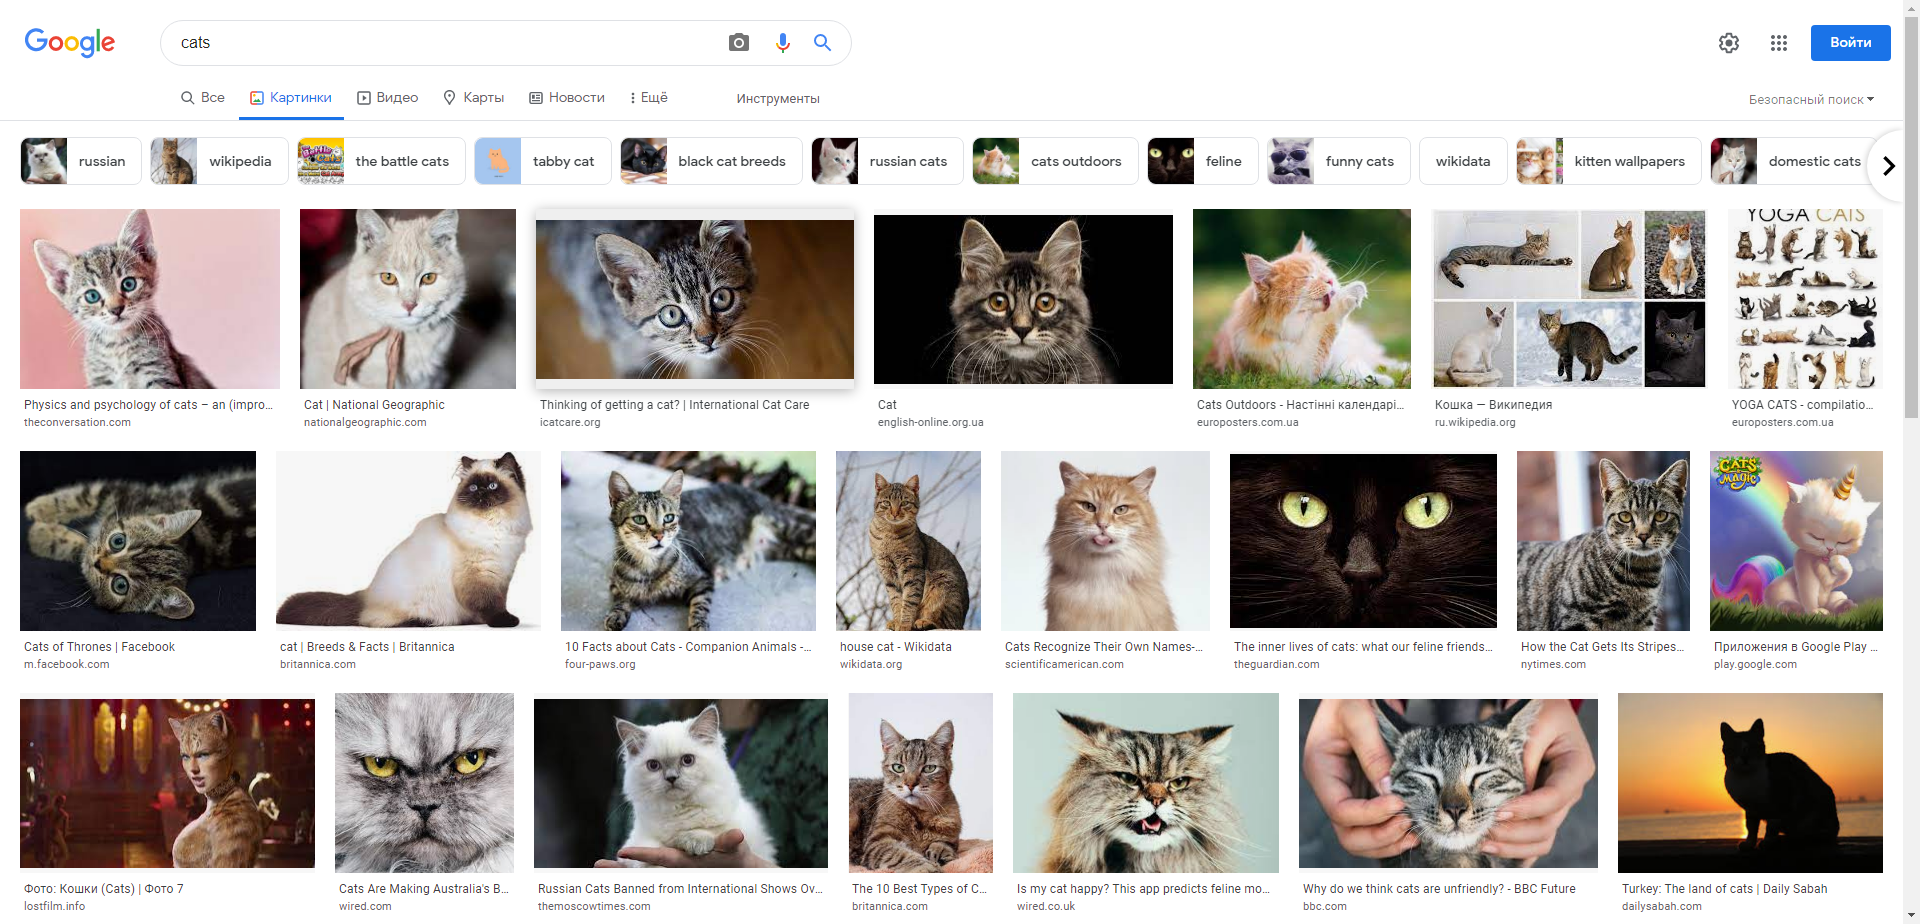 Google
cats
Войти
Все
Картинки
Видео
Карты
Новости
Ещё
Инструменты
Безопасный поиск
russian
wikipedia
the battle cats
tabby cat
black cat breeds
russian cats
cats outdoors
feline
funny cats
wikidata
kitten wallpapers
domestic cats
YOGA CATS
Physics and psychology of cats – an (impro...
theconversation.com
Cat | National Geographic
nationalgeographic.com
Thinking of getting a cat? | International Cat Care
icatcare.org
Cat
english-online.org.ua
Cats Outdoors - Настінні календарі...
europosters.com.ua
Кошка — Википедия
ru.wikipedia.org
YOGA CATS - compilatio...
europosters.com.ua
CATS
MAGIC
Cats of Thrones | Facebook
m.facebook.com
cat | Breeds & Facts | Britannica
britannica.com
10 Facts about Cats - Companion Animals -...
four-paws.org
house cat - Wikidata
wikidata.org
Cats Recognize Their Own Names-...
scientificamerican.com
The inner lives of cats: what our feline friends...
theguardian.com
How the Cat Gets Its Stripes...
nytimes.com
Приложения в Google Play ...
play.google.com
Фото: Кошки (Cats) | Фото 7
lostfilm.info
Cats Are Making Australia's B...
wired.com
Russian Cats Banned from International Shows Ov...
themoscowtimes.com
The 10 Best Types of C...
britannica.com
Is my cat happy? This app predicts feline mo...
wired.co.uk
Why do we think cats are unfriendly? - BBC Future
bbc.com
Turkey: The land of cats | Daily Sabah
dailysabah.com